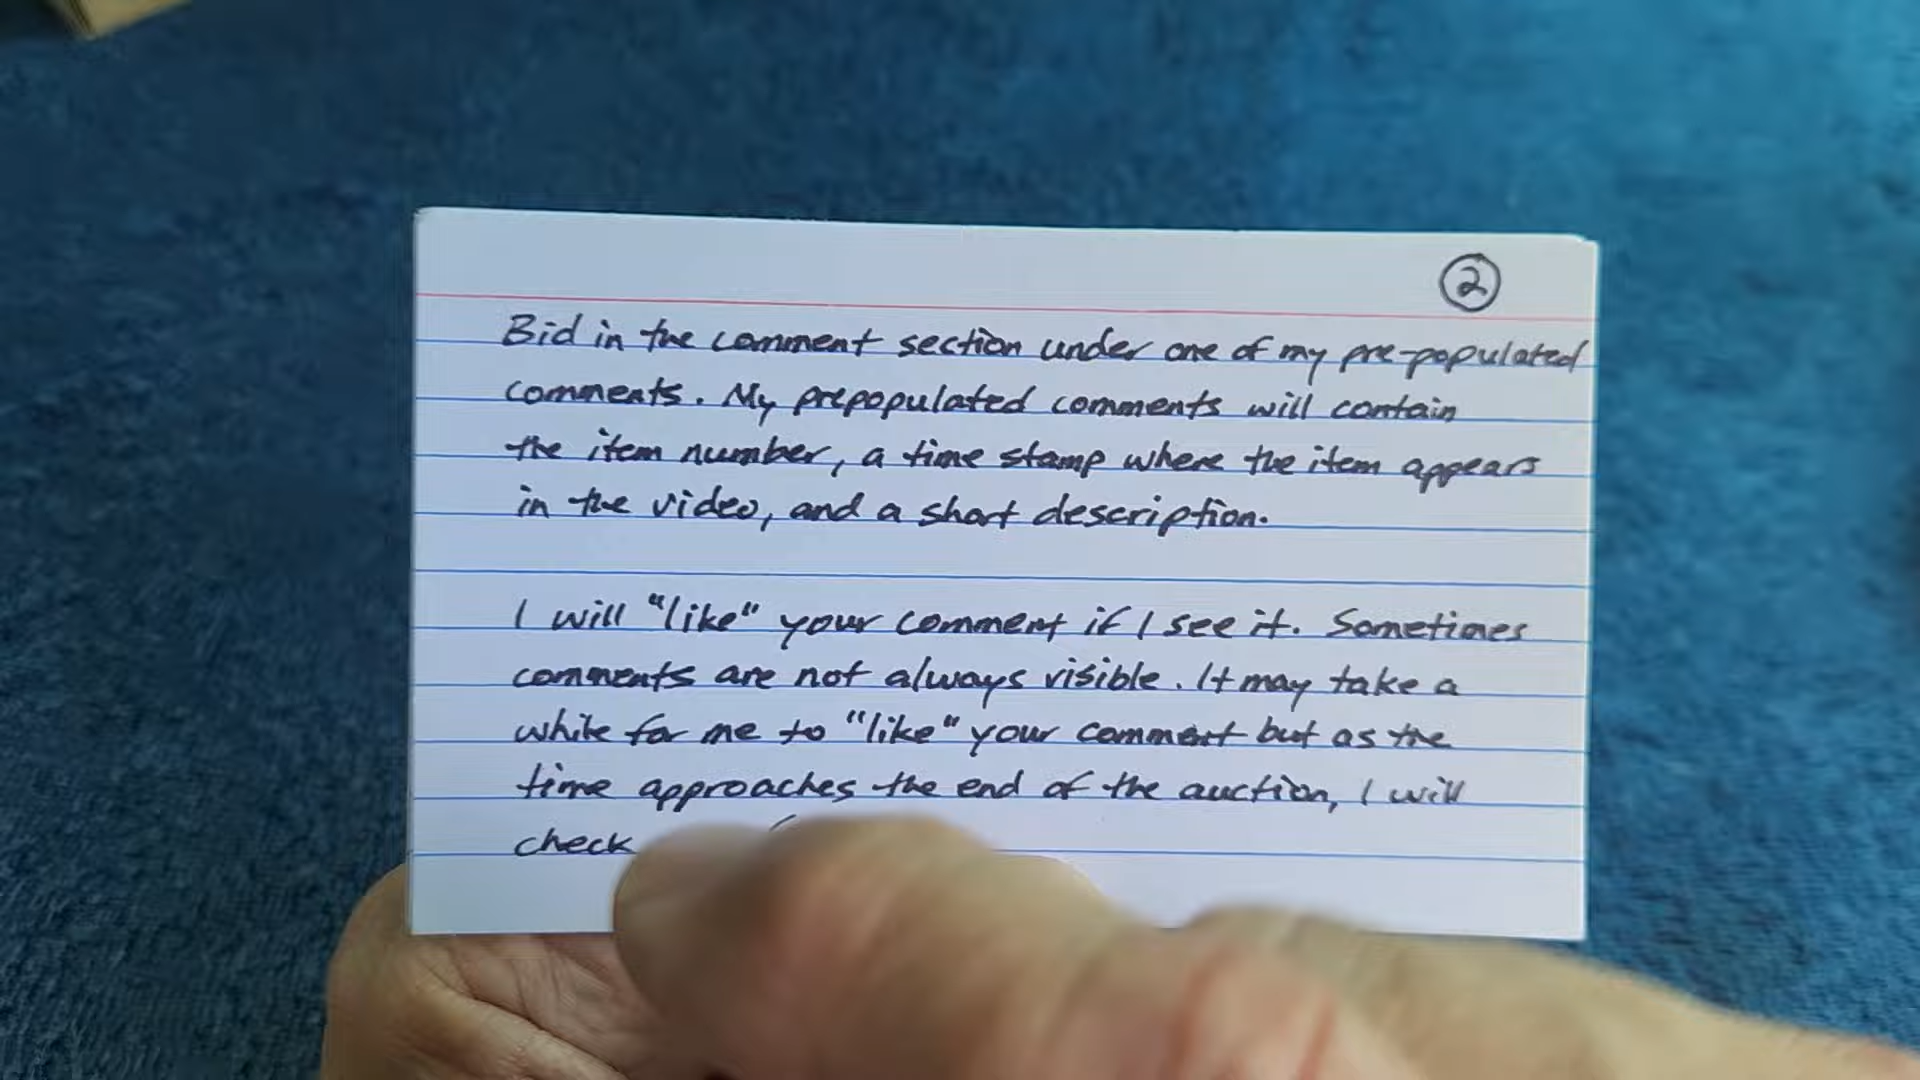 2
Bid in the comment section under one of my pre-populated
comments. My prepopulated comments will contain
the item number, a time stamp where the item appears
in the video, and a short description.
I will "like" your comment if I see it. Sometimes
comments are not always visible. It may take a
while for me to "like" your comment but as the
time approaches the end of the auction, I will
check